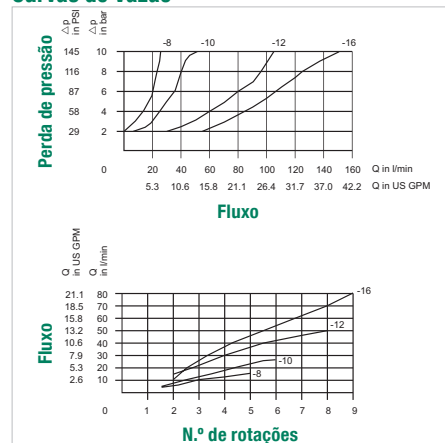 Curvas de Vazão
Perda de pressão
△ p in PSI
△ p in bar
-8 -10 -12 -16
145 10
116 8
87 6
58 4
29 2
0 20 40 60 80 100 120 140 160 Q in l/min
5.3 10.6 15.8 21.1 26.4 31.7 37.0 42.2 Q in US GPM
Fluxo
Fluxo
Q in US GPM
Q in l/min
21.1 80
18.5 70
15.8 60
13.2 50
10.6 40
7.9 30
5.3 20
2.6 10
-16
-12
-10
-8
0 1 2 3 4 5 6 7 8 9
N.º de rotações